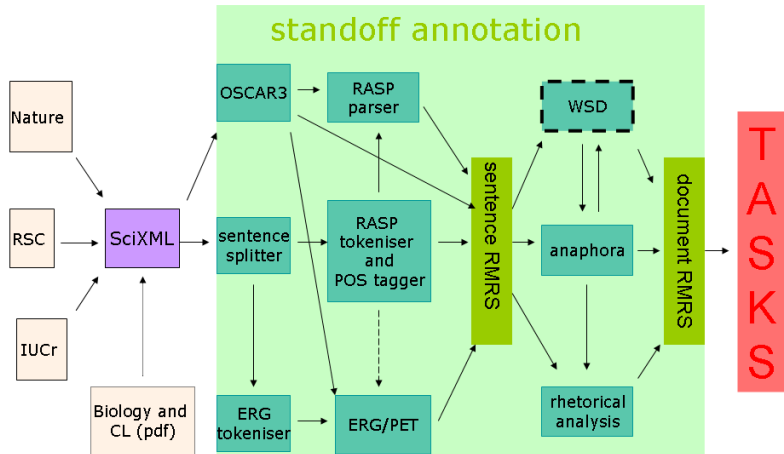 standoff annotation
Nature
RSC
IUCr
Biology and
CL (pdf)
SciXML
OSCAR3
sentence
splitter
ERG
tokeniser
RASP
parser
RASP
tokeniser
and
POS tagger
ERG/PET
sentence RMRS
WSD
anaphora
rhetorical
analysis
document RMRS
TASKS